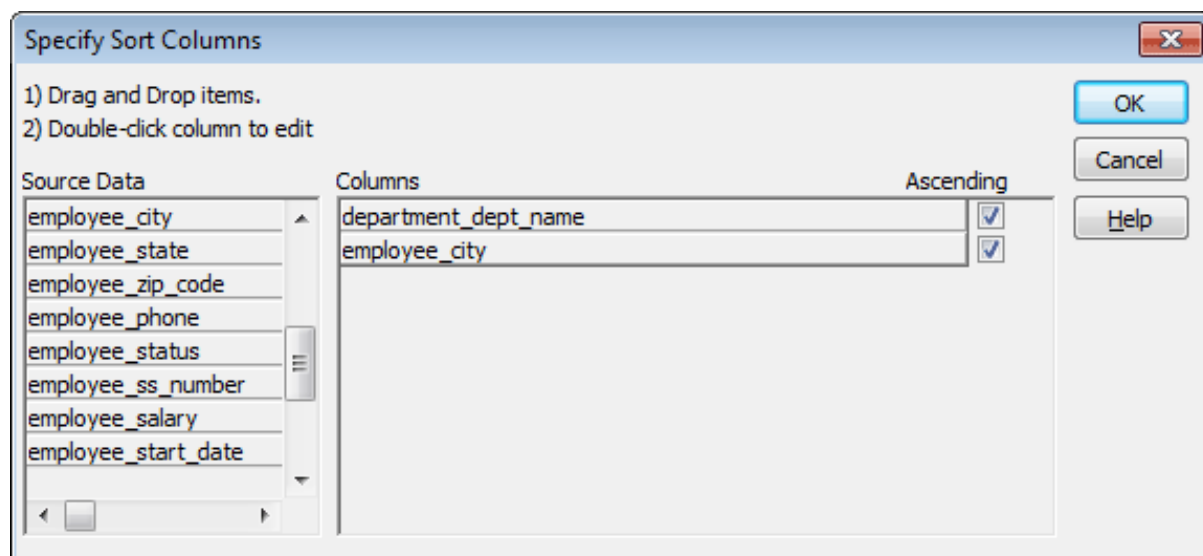 Specify Sort Columns
1) Drag and Drop items.
2) Double-click column to edit
OK
Cancel
Help
Source Data
employee_city
employee_state
employee_zip_code
employee_phone
employee_status
employee_ss_number
employee_salary
employee_start_date
Columns Ascending
department_dept_name
employee_city